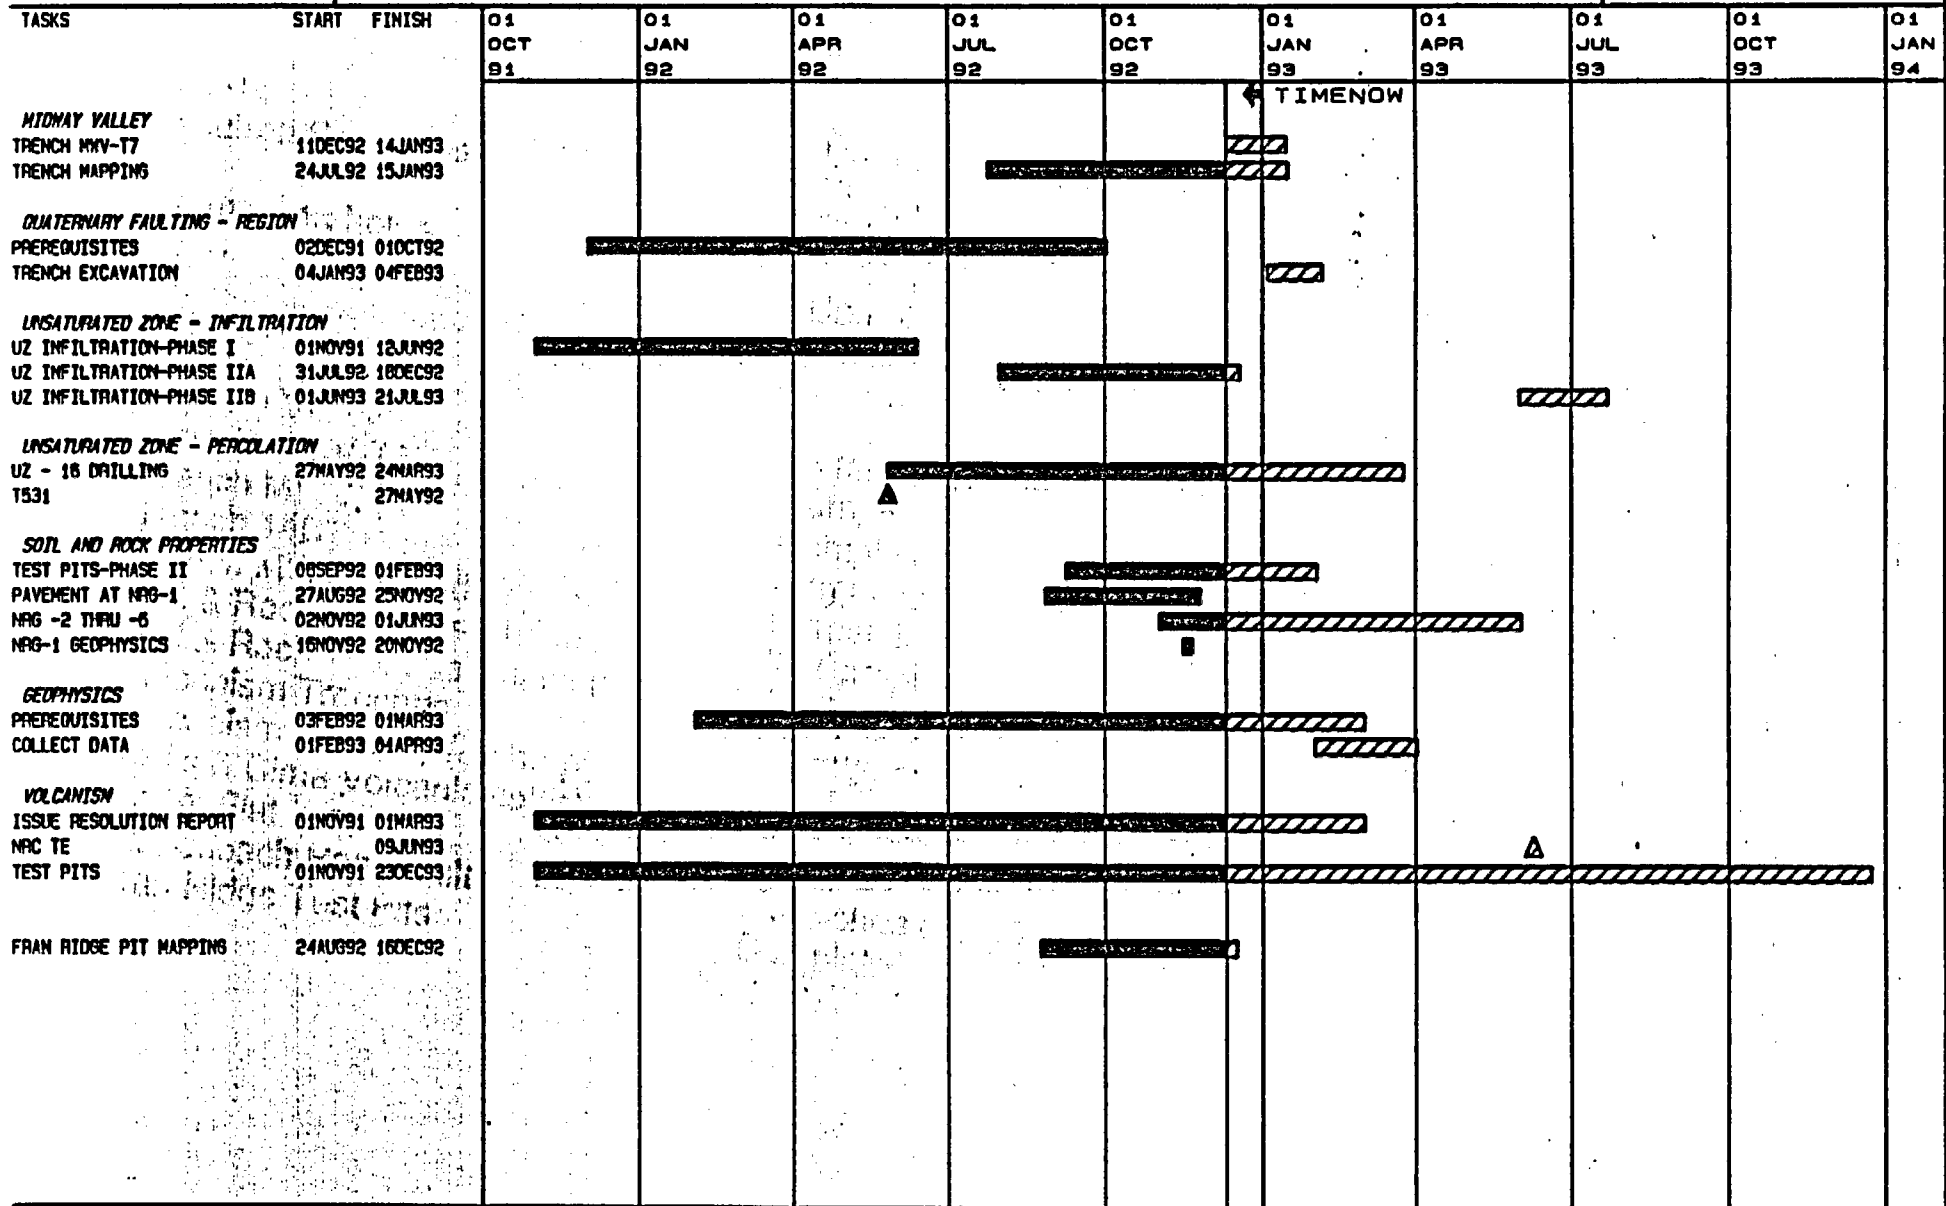 TASKS START FINISH 01 OCT 91 01 JAN 92 01 APR 92 01 JUL 92 01 OCT 92 01 JAN 93 01 APR 93 01 JUL 93 01 OCT 93 01 JAN 94
TIMENOW
MIDWAY VALLEY
TRENCH MWV-T7 11DEC92 14JAN93
TRENCH MAPPING 24JUL92 15JAN93
QUATERNARY FAULTING - REGION
PREREQUISITES 02DEC91 01OCT92
TRENCH EXCAVATION 04JAN93 04FEB93
UNSATURATED ZONE - INFILTRATION
UZ INFILTRATION-PHASE I 01NOV91 12JUN92
UZ INFILTRATION-PHASE IIA 31JUL92 18DEC92
UZ INFILTRATION-PHASE IIB 01JUN93 21JUL93
UNSATURATED ZONE - PERCOLATION
UZ - 16 DRILLING 27MAY92 24MAR93
T531 27MAY92
SOIL AND ROCK PROPERTIES
TEST PITS-PHASE II 08SEP92 01FEB93
PAVEMENT AT NRG-1 27AUG92 25NOV92
NRG -2 THRU -6 02NOV92 01JUN93
NRG-1 GEOPHYSICS 16NOV92 20NOV92
GEOPHYSICS
PREREQUISITES 03FEB92 01MAR93
COLLECT DATA 01FEB93 01APR93
VOLCANISM
ISSUE RESOLUTION REPORT 01NOV91 01MAR93
NRC TE 09JUN93
TEST PITS 01NOV91 23DEC93
FRAN RIDGE PIT MAPPING 24AUG92 16DEC92